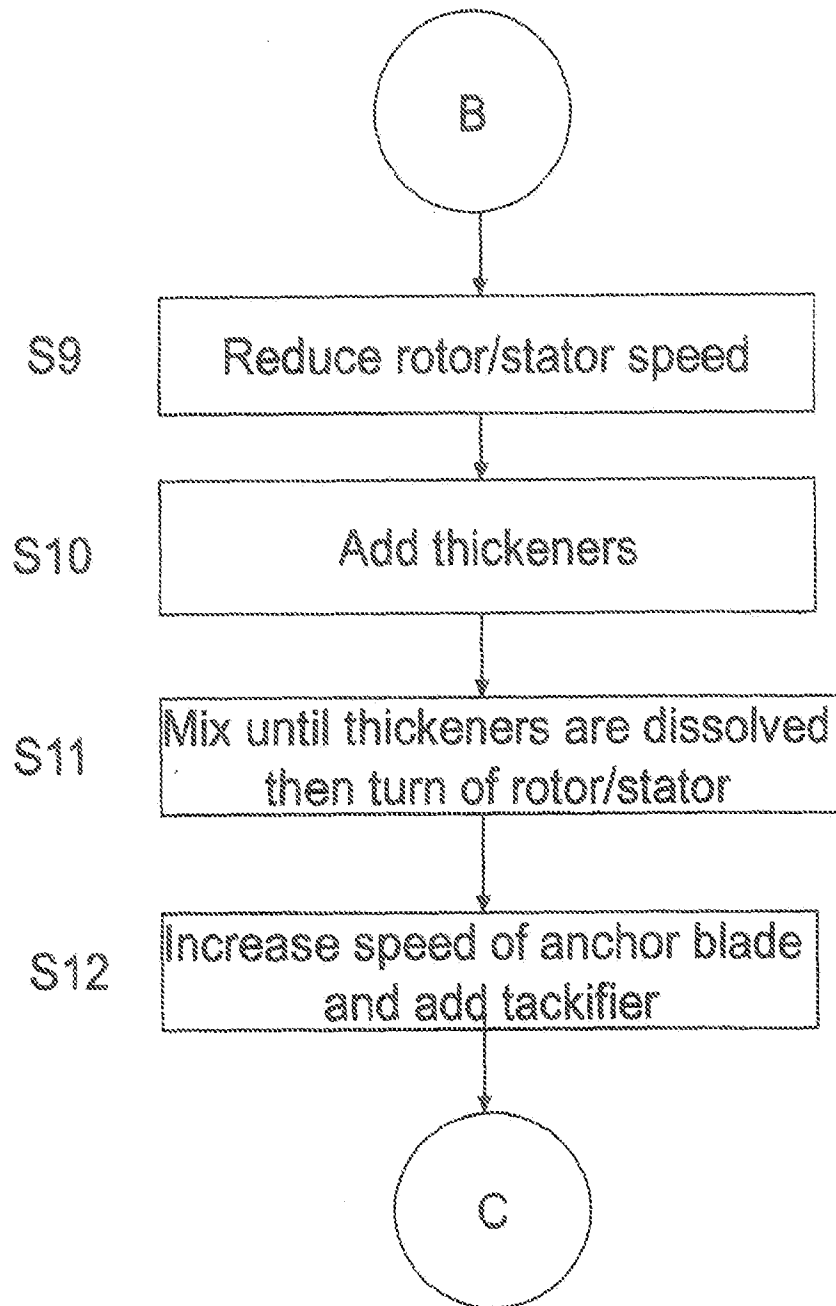 B
S9
Reduce rotor/stator speed
S10
Add thickeners
S11
Mix until thickeners are dissolved
then turn of rotor/stator
S12
Increase speed of anchor blade
and add tackifier
C